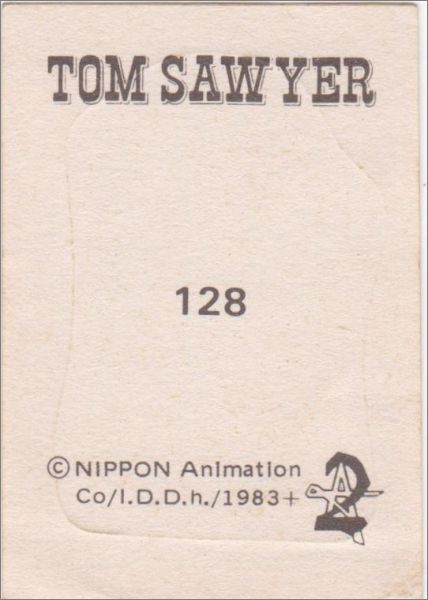 TOM SAWYER
128
© NIPPON Animation
Co/I.D.D.h./1983+